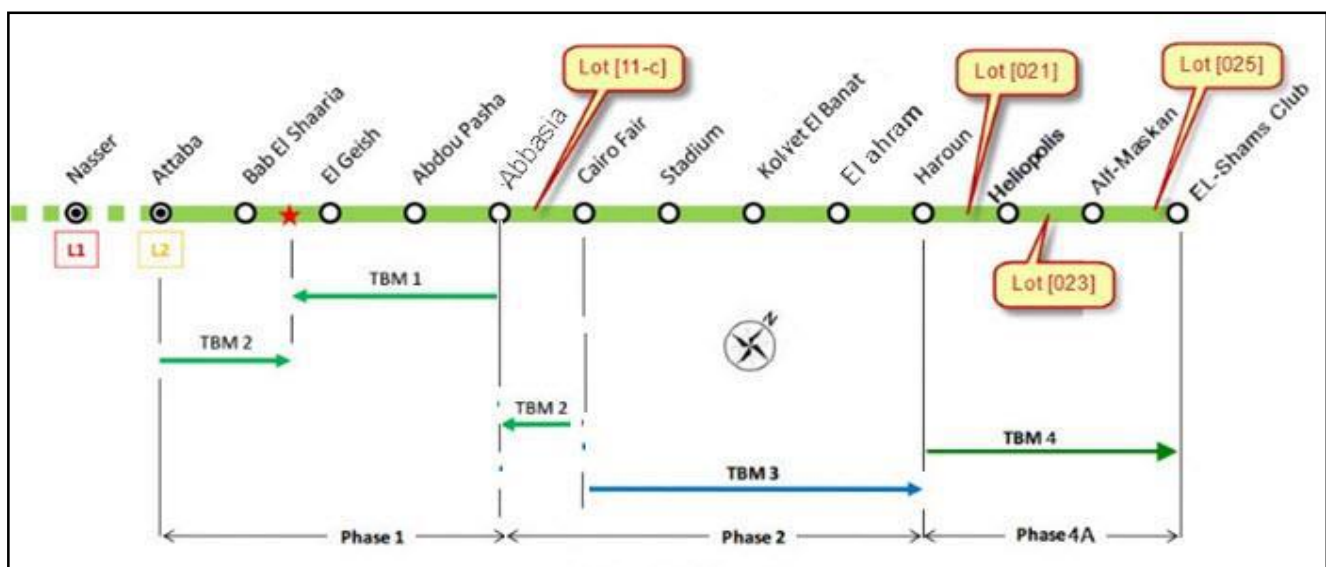 Lot [11-c]
Lot [021]
Lot [025]
Nasser
Attaba
Bab El Shaaria
El Geish
Abdou Pasha
Abbasia
Cairo Fair
Stadium
Kolvet El Banat
El ahram
Haroun
Heliopolis
Alf-Maskan
EL-Shams Club
L1
L2
Lot [023]
TBM 1
N
TBM 2
TBM 2
TBM 4
TBM 3
Phase 1
Phase 2
Phase 4A